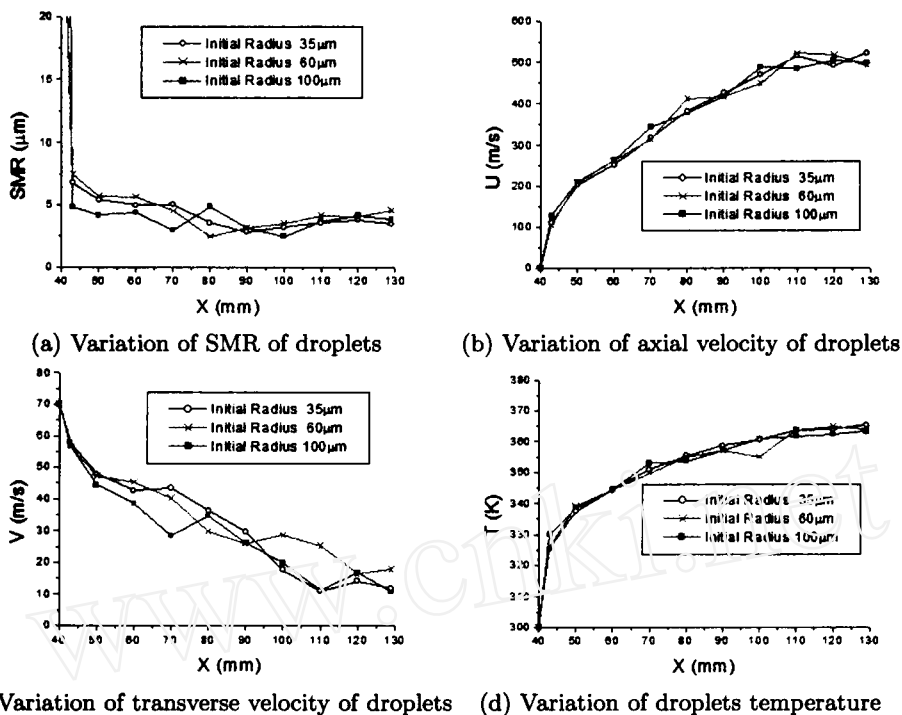 20
15
10
5
0
SMR (μm)
Initial Radius 35μm
Initial Radius 60μm
Initial Radius 100μm
40 50 60 70 80 90 100 110 120 130
X (mm)
(a) Variation of SMR of droplets
600
500
400
300
200
100
0
U (m/s)
Initial Radius 35μm
Initial Radius 60μm
Initial Radius 100μm
40 50 60 70 80 90 100 110 120 130
X (mm)
(b) Variation of axial velocity of droplets
80
70
60
50
40
30
20
10
0
V (m/s)
Initial Radius 35μm
Initial Radius 60μm
Initial Radius 100μm
40 50 60 70 80 90 100 110 120 130
X (mm)
Variation of transverse velocity of droplets
380
370
360
350
340
330
320
310
300
T (K)
Initial Radius 35μm
Initial Radius 60μm
Initial Radius 100μm
40 50 60 70 80 90 100 110 120 130
X (mm)
(d) Variation of droplets temperature
www.cnki.net